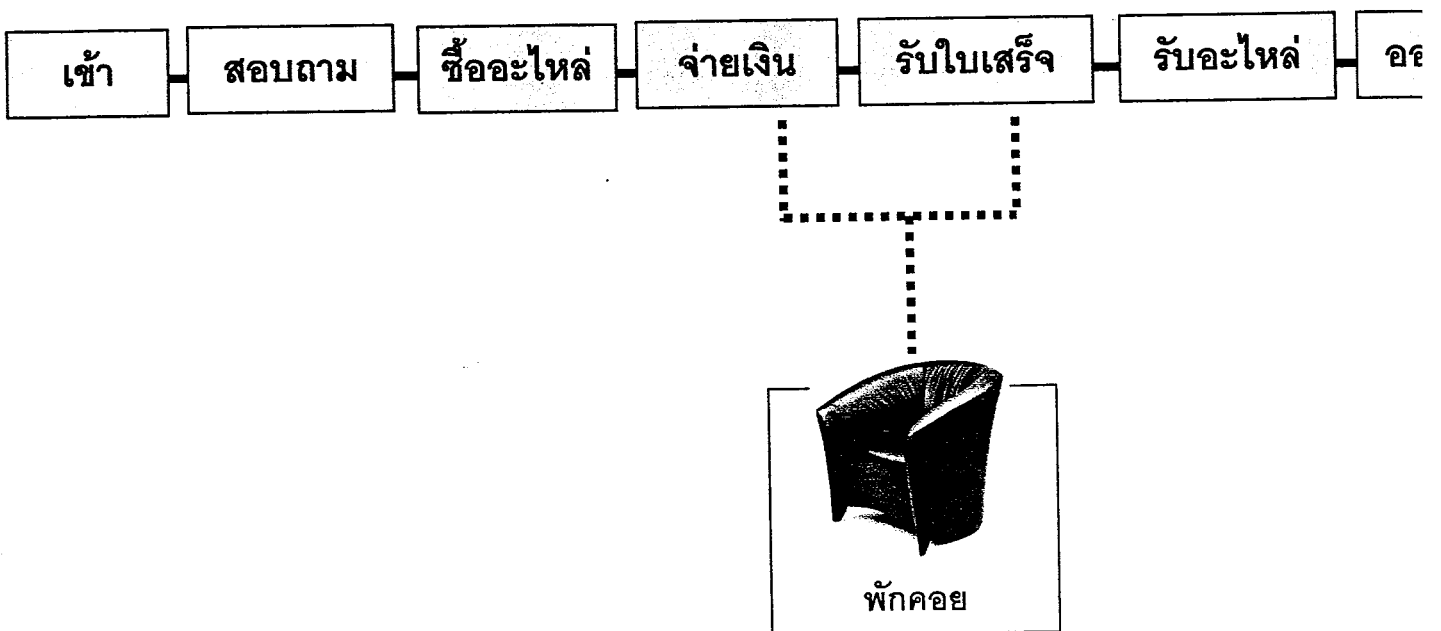 เข้า สอบถาม ซื้ออะไหล่ จ่ายเงิน รับใบเสร็จ รับอะไหล่
พักคอย